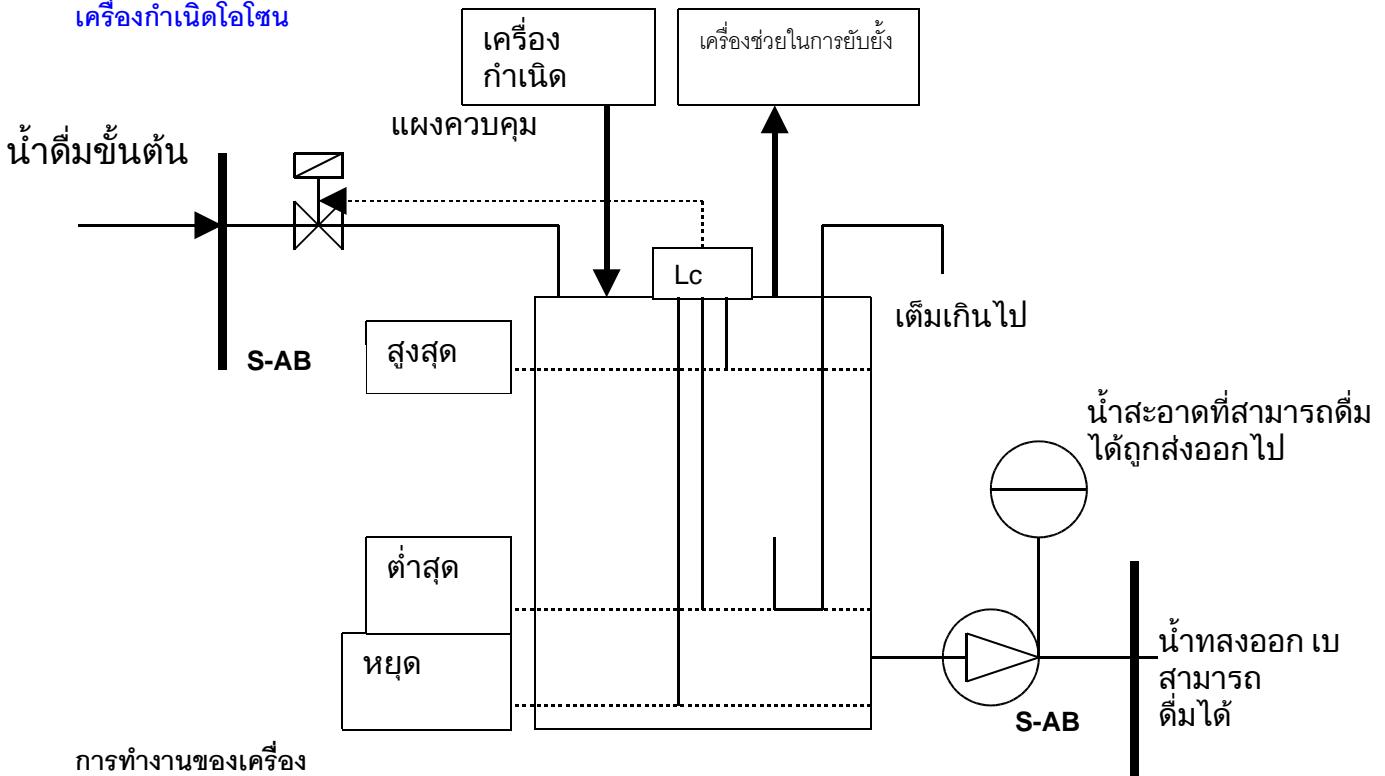 เครื่องกำเนิดโอโซน
เครื่อง
กำเนิด
เครื่องช่วยในการยับยั้ง
แผงควบคุม
น้ำดื่มขั้นต้น
Lc
เต็มเกินไป
สูงสุด
S-AB
น้ำสะอาดที่สามารถดื่ม
ได้ถูกส่งออกไป
ต่ำสุด
หยุด
น้ำทสงออก เบ
สามารถ
ดื่มได้
S-AB
การทำงานของเครื่อง